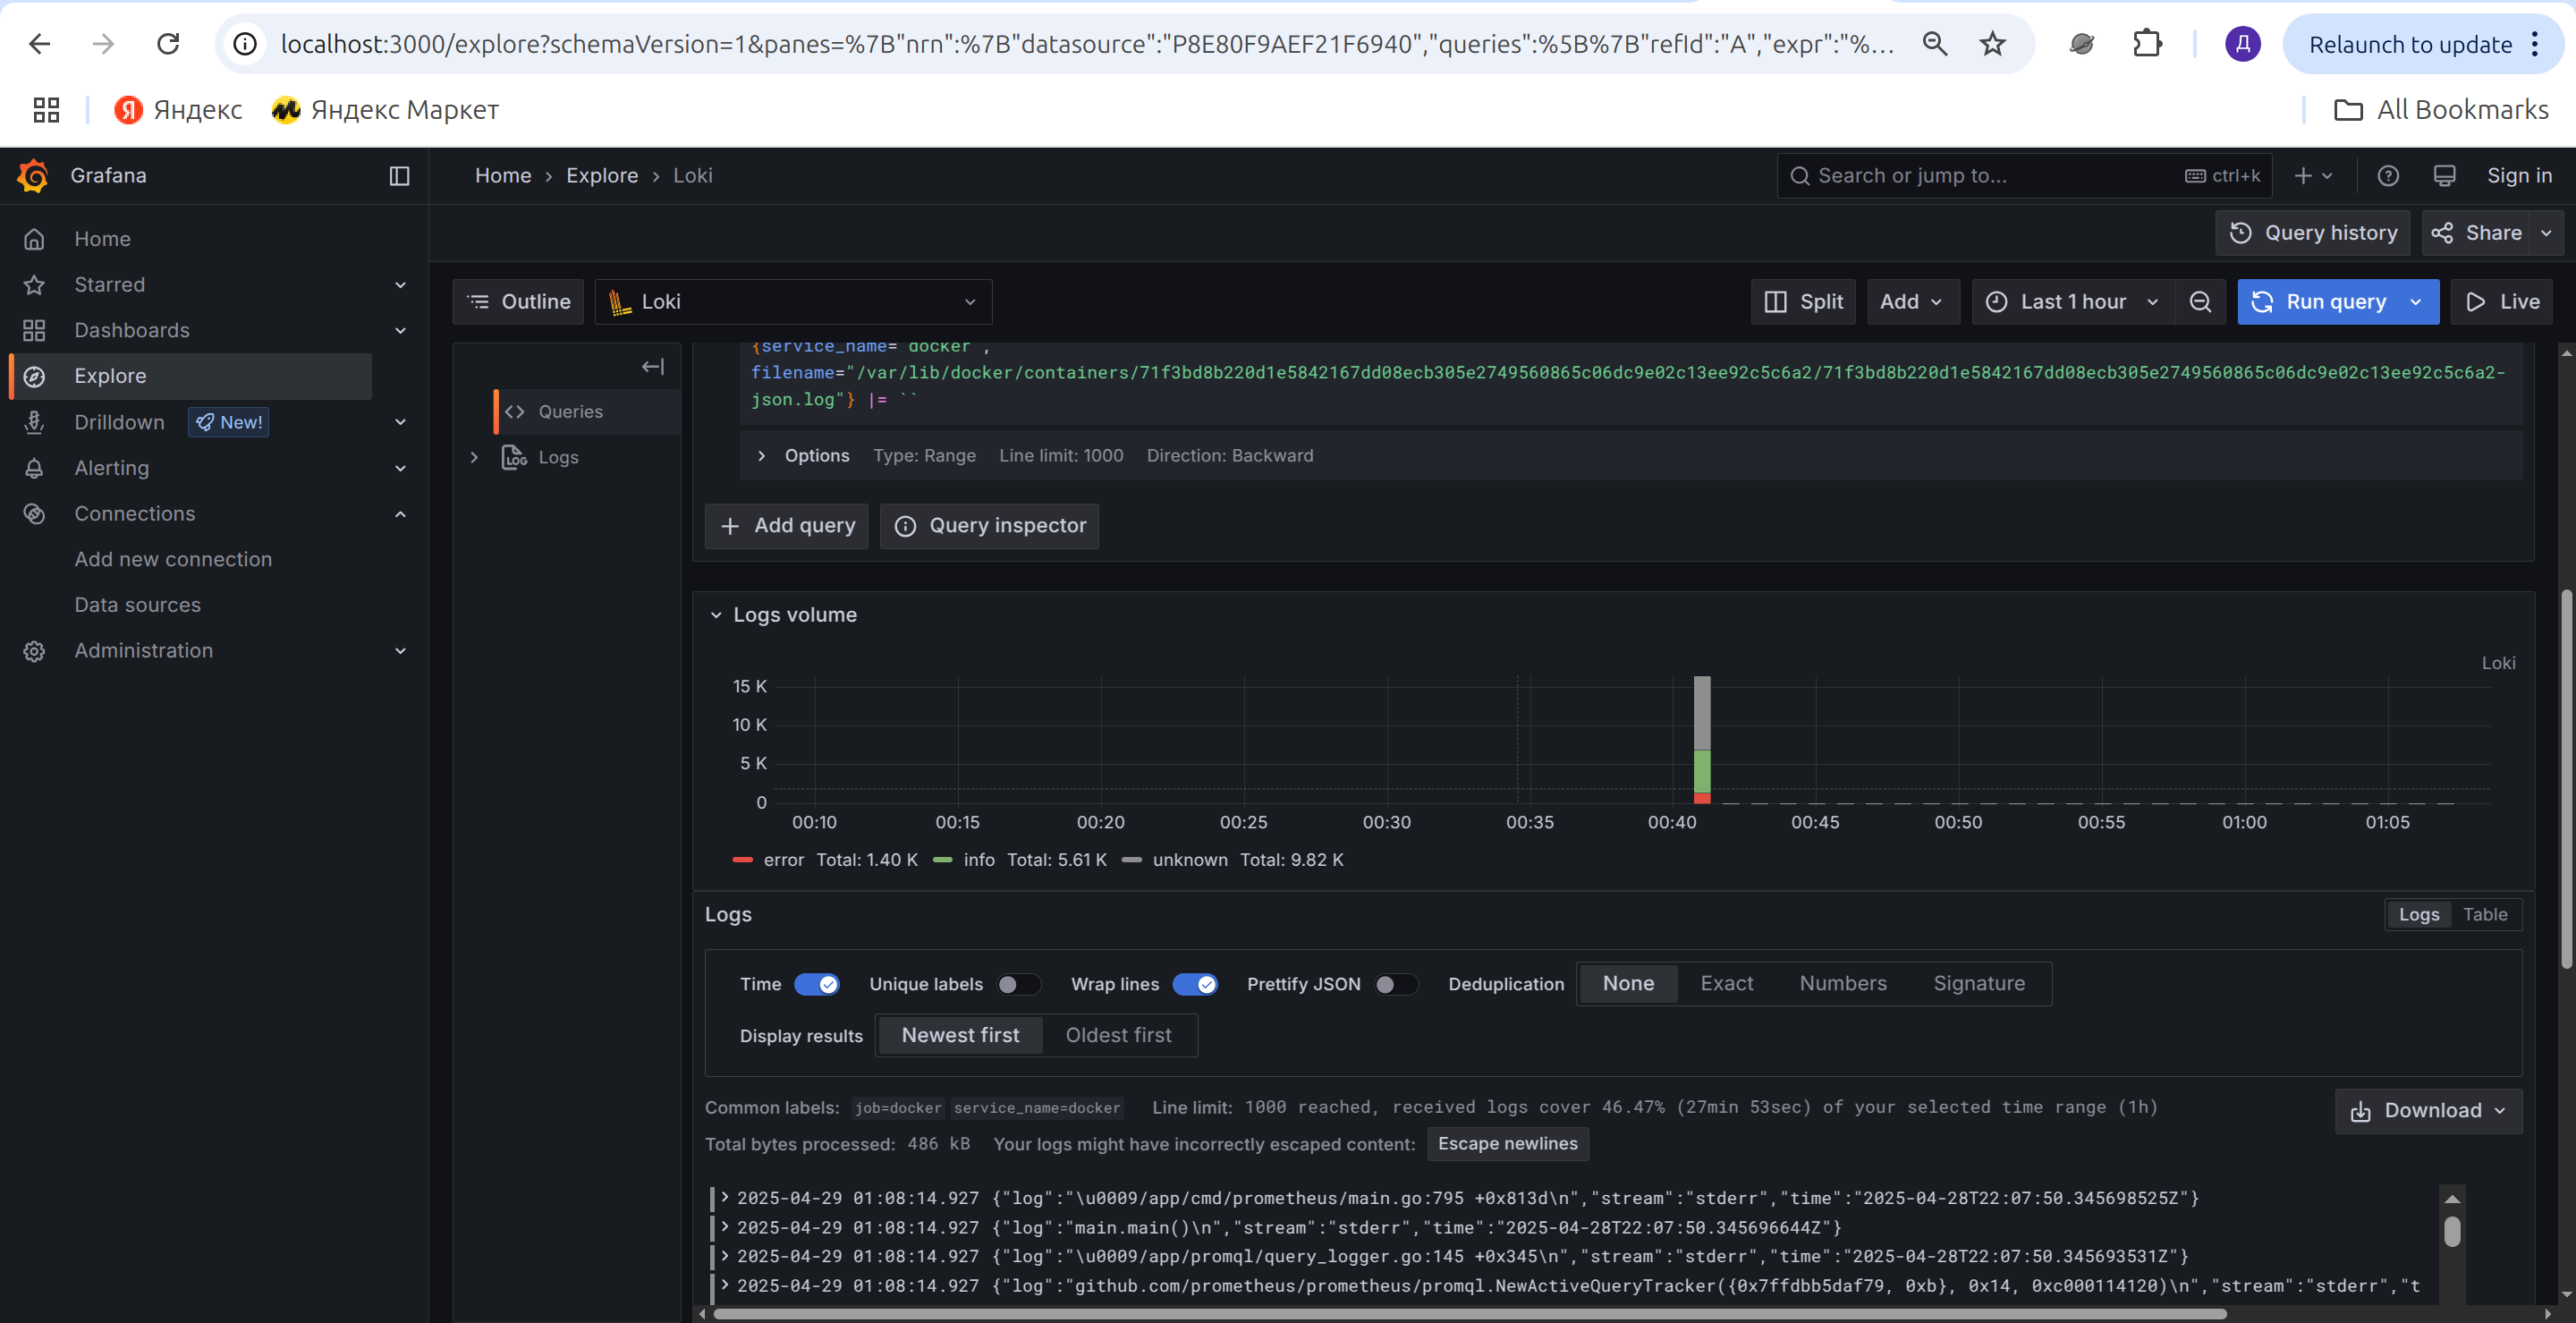 localhost:3000/explore?schemaVersion=1&panes=%7B"nrn":%7B"datasource":"P8E80F9AEF21F6940","queries":%5B%7B"refId":"A","expr":"%...
Д
Relaunch to update
Яндекс
Яндекс Маркет
All Bookmarks
Grafana
Home › Explore › Loki
Search or jump to...
ctrl+k
Sign in
Query history
Share
Home
Starred
Dashboards
Explore
Drilldown
New!
Alerting
Connections
Add new connection
Data sources
Administration
Outline
Loki
Split
Add
Last 1 hour
Run query
Live
Queries
Logs
{service_name=`docker`,
filename="/var/lib/docker/containers/71f3bd8b220d1e5842167dd08ecb305e2749560865c06dc9e02c13ee92c5c6a2/71f3bd8b220d1e5842167dd08ecb305e2749560865c06dc9e02c13ee92c5c6a2-
json.log"} |= ``
Options Type: Range Line limit: 1000 Direction: Backward
+ Add query
Query inspector
Logs volume
Loki
15 K
10 K
5 K
0
00:10 00:15 00:20 00:25 00:30 00:35 00:40 00:45 00:50 00:55 01:00 01:05
error Total: 1.40 K info Total: 5.61 K unknown Total: 9.82 K
Logs
Logs Table
Time Unique labels Wrap lines Prettify JSON Deduplication None Exact Numbers Signature
Display results Newest first Oldest first
Common labels: job=docker service_name=docker Line limit: 1000 reached, received logs cover 46.47% (27min 53sec) of your selected time range (1h)
Download
Total bytes processed: 486 kB Your logs might have incorrectly escaped content: Escape newlines
2025-04-29 01:08:14.927 {"log":"\u0009/app/cmd/prometheus/main.go:795 +0x813d\n","stream":"stderr","time":"2025-04-28T22:07:50.345698525Z"}
2025-04-29 01:08:14.927 {"log":"main.main()\n","stream":"stderr","time":"2025-04-28T22:07:50.345696644Z"}
2025-04-29 01:08:14.927 {"log":"\u0009/app/promql/query_logger.go:145 +0x345\n","stream":"stderr","time":"2025-04-28T22:07:50.345693531Z"}
2025-04-29 01:08:14.927 {"log":"github.com/prometheus/prometheus/promql.NewActiveQueryTracker({0x7ffdbb5daf79, 0xb}, 0x14, 0xc000114120)\n","stream":"stderr","t